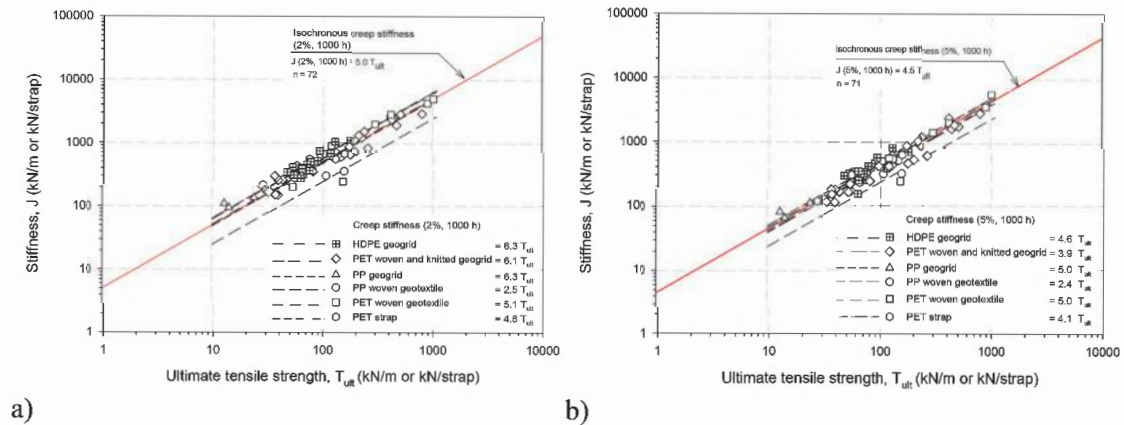 100000
10000
1000
100
10
1
Stiffness, J (kN/m or kN/strap)
Isochronous creep stiffness
(2%, 1000 h)
J (2%, 1000 h) = 5.0 Tult
n = 72
Creep stiffness (2%, 1000 h)
HDPE geogrid = 6.3 Tult
PET woven and knitted geogrid = 6.1 Tult
PP geogrid = 6.3 Tult
PP woven geotextile = 2.5 Tult
PET woven geotextile = 5.1 Tult
PET strap = 4.8 Tult
1 10 100 1000 10000
Ultimate tensile strength, Tult (kN/m or kN/strap)
a)
100000
10000
1000
100
10
1
Stiffness, J (kN/m or kN/strap)
Isochronous creep stiffness (5%, 1000 h)
J (5%, 1000 h) = 4.5 Tult
n = 71
Creep stiffness (5%, 1000 h)
HDPE geogrid = 4.6 Tult
PET woven and knitted geogrid = 3.9 Tult
PP geogrid = 5.0 Tult
PP woven geotextile = 2.4 Tult
PET woven geotextile = 5.0 Tult
PET strap = 4.1 Tult
1 10 100 1000 10000
Ultimate tensile strength, Tult (kN/m or kN/strap)
b)